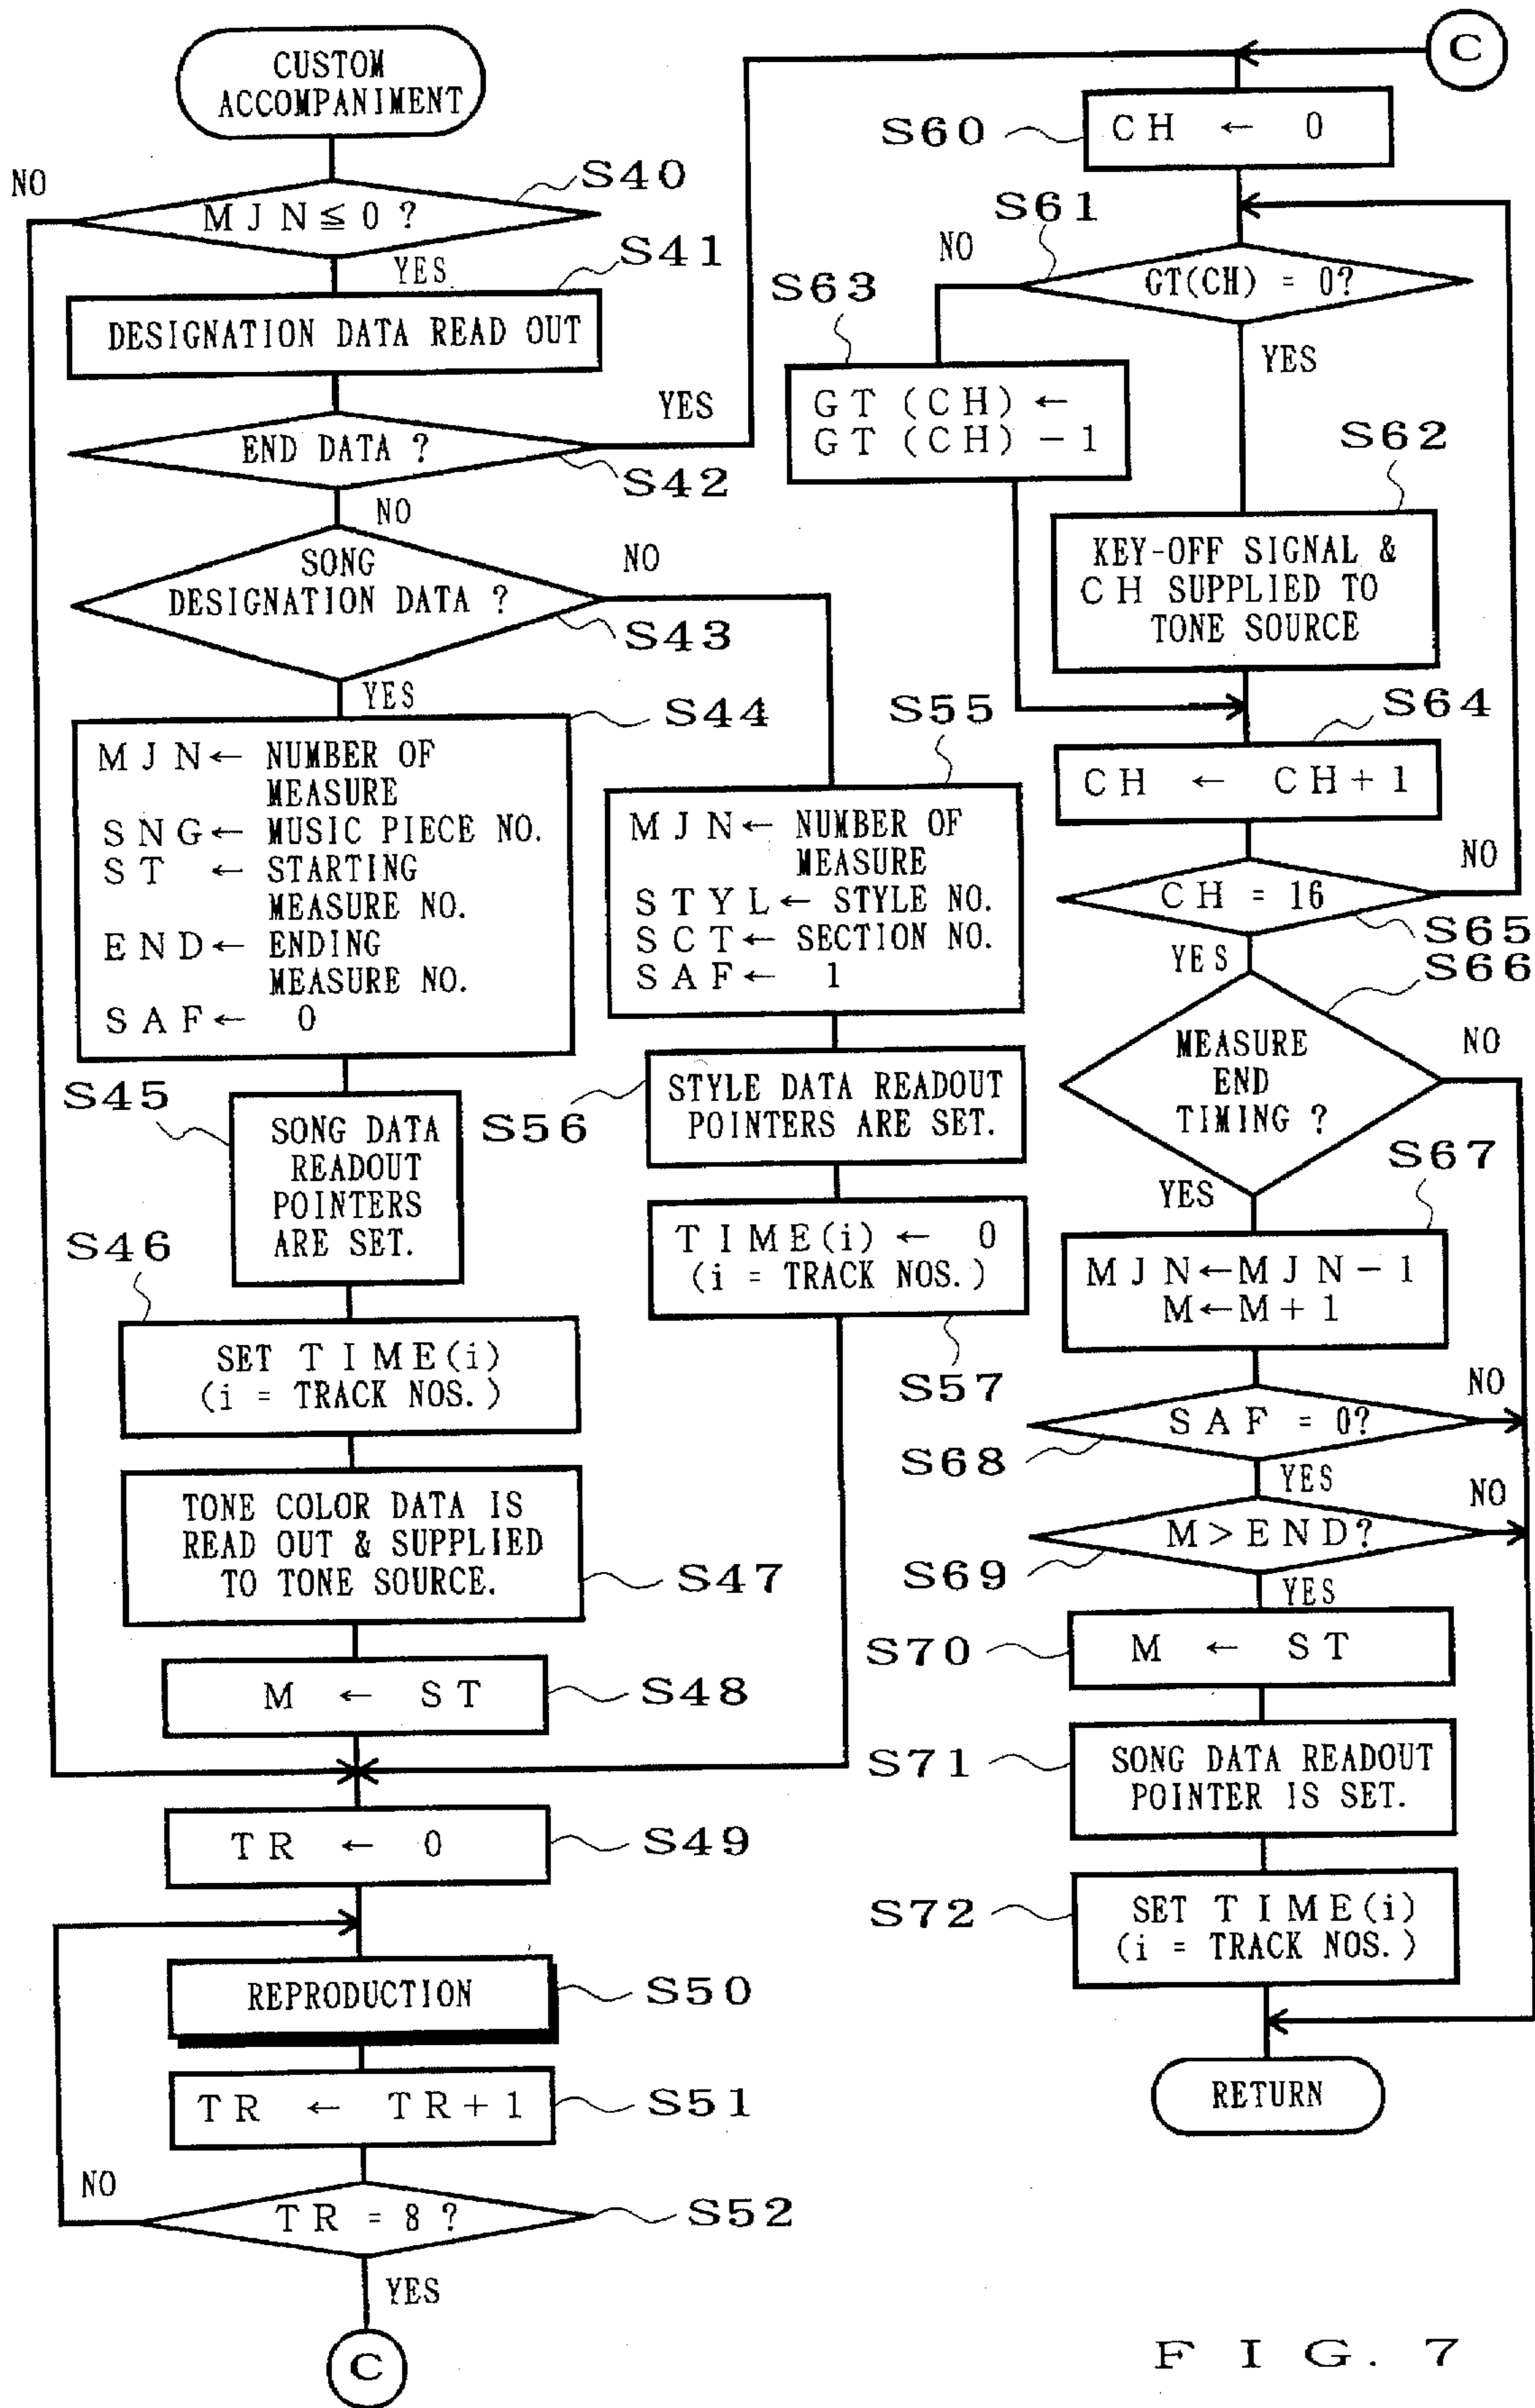 CUSTOM
ACCOMPANIMENT
NO
MJN≦0?
S40
YES
S41
DESIGNATION DATA READ OUT
END DATA ?
YES
S42
NO
SONG
DESIGNATION DATA ?
NO
S43
YES
S44
MJN← NUMBER OF
MEASURE
SNG← MUSIC PIECE NO.
ST ← STARTING
MEASURE NO.
END← ENDING
MEASURE NO.
SAF← 0
S45
SONG DATA
READOUT
POINTERS
ARE SET.
S46
SET TIME(i)
(i = TRACK NOS.)
TONE COLOR DATA IS
READ OUT & SUPPLIED
TO TONE SOURCE.
S47
M ← ST
S48
TR ← 0
S49
REPRODUCTION
S50
TR ← TR+1
S51
NO
TR = 8 ?
S52
YES
C
S55
MJN← NUMBER OF
MEASURE
STYL← STYLE NO.
SCT← SECTION NO.
SAF← 1
S56
STYLE DATA READOUT
POINTERS ARE SET.
TIME(i) ← 0
(i = TRACK NOS.)
S57
C
S60
CH ← 0
S61
NO
GT(CH) = 0?
YES
S63
GT (CH) ←
GT (CH) -1
S62
KEY-OFF SIGNAL &
CH SUPPLIED TO
TONE SOURCE
S64
CH ← CH+1
NO
CH = 16
S65
YES
S66
MEASURE
END
TIMING ?
NO
YES
S67
MJN←MJN-1
M←M+1
NO
SAF = 0?
S68
YES
NO
M>END?
S69
YES
S70
M ← ST
S71
SONG DATA READOUT
POINTER IS SET.
S72
SET TIME(i)
(i = TRACK NOS.)
RETURN
FIG. 7